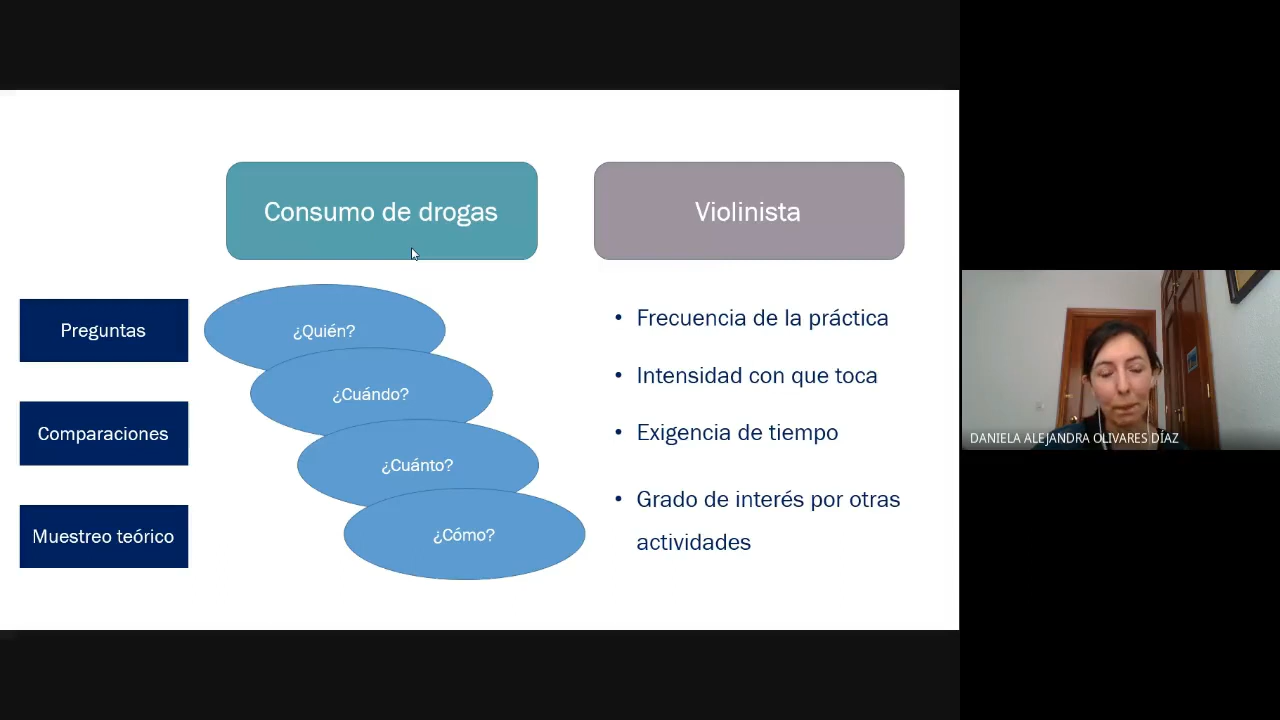 Consumo de drogas
Violinista
Preguntas
Comparaciones
Muestreo teórico
¿Quién?
¿Cuándo?
¿Cuánto?
¿Cómo?
• Frecuencia de la práctica
• Intensidad con que toca
• Exigencia de tiempo
• Grado de interés por otras
actividades
DANIELA ALEJANDRA OLIVARES DÍAZ